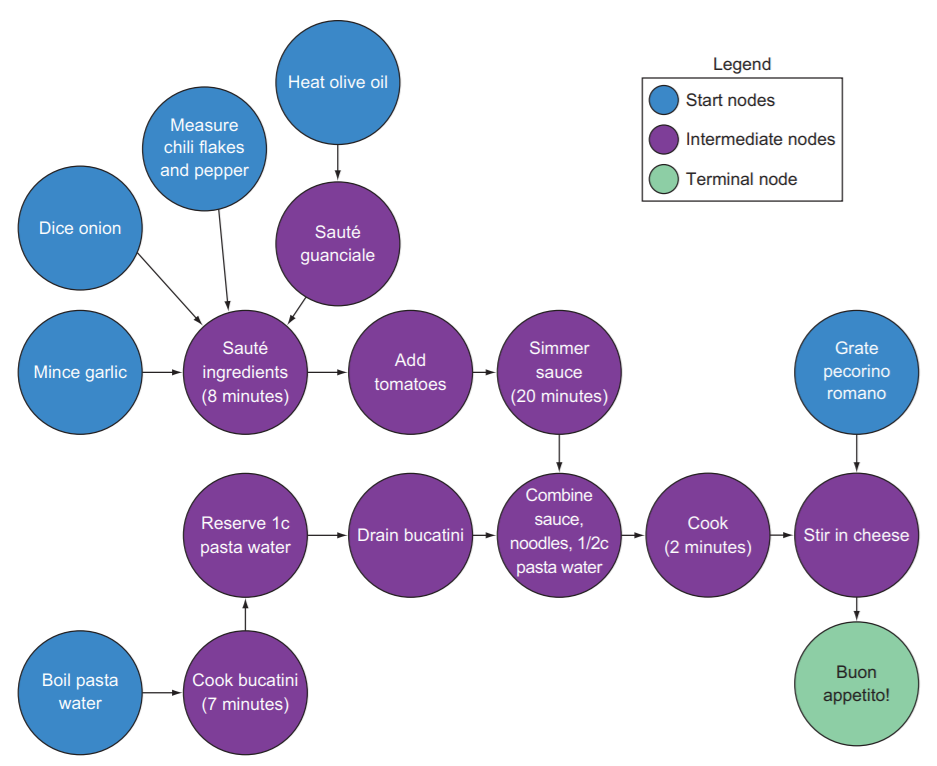 Heat olive oil
Legend
Start nodes
Intermediate nodes
Terminal node
Measure
chili flakes
and pepper
Dice onion
Sauté
guanciale
Mince garlic
Sauté
ingredients
(8 minutes)
Add
tomatoes
Simmer
sauce
(20 minutes)
Grate
pecorino
romano
Reserve 1c
pasta water
Drain bucatini
Combine
sauce,
noodles, 1/2c
pasta water
Cook
(2 minutes)
Stir in cheese
Boil pasta
water
Cook bucatini
(7 minutes)
Buon
appetito!